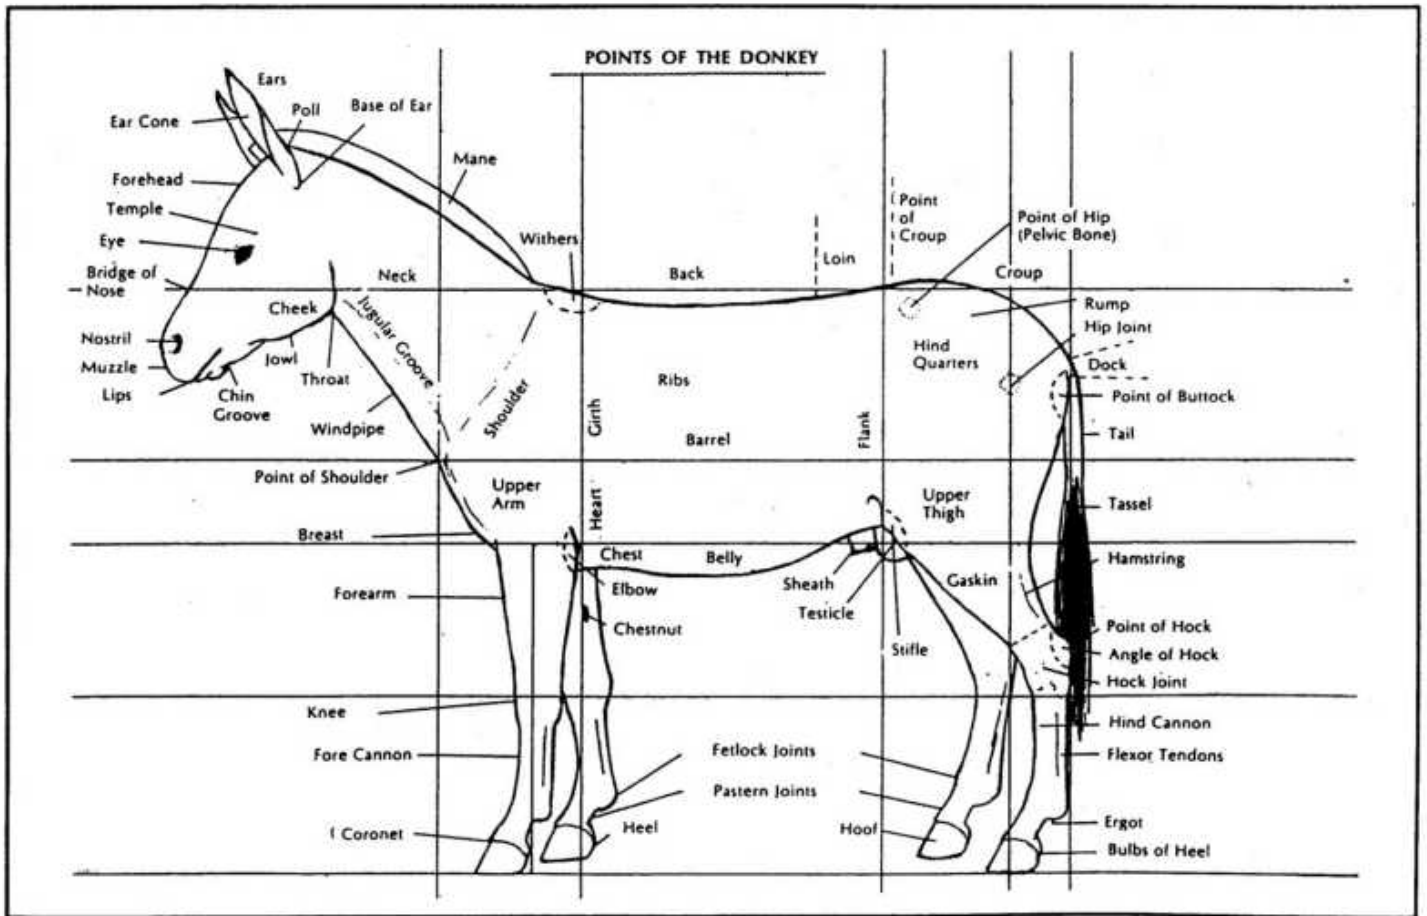 POINTS OF THE DONKEY
Ears
Ear Cone
Poll
Base of Ear
Mane
Forehead
Temple
Eye
Bridge of
Nose
Neck
Withers
Back
Loin
Point
of
Croup
Point of Hip
(Pelvic Bone)
Croup
Rump
Hip Joint
Nostril
Muzzle
Lips
Cheek
Jowl
Chin
Groove
Throat
Jugular Groove
Windpipe
Shoulder
Ribs
Hind
Quarters
Dock
Point of Buttock
Girth
Barrel
Flank
Tail
Point of Shoulder
Upper
Arm
Heart
Upper
Thigh
Tassel
Breast
Chest
Belly
Sheath
Testicle
Gaskin
Hamstring
Forearm
Elbow
Chestnut
Stifle
Point of Hock
Angle of Hock
Hock Joint
Knee
Hind Cannon
Fore Cannon
Fetlock Joints
Flexor Tendons
Pastern Joints
Coronet
Heel
Hoof
Ergot
Bulbs of Heel